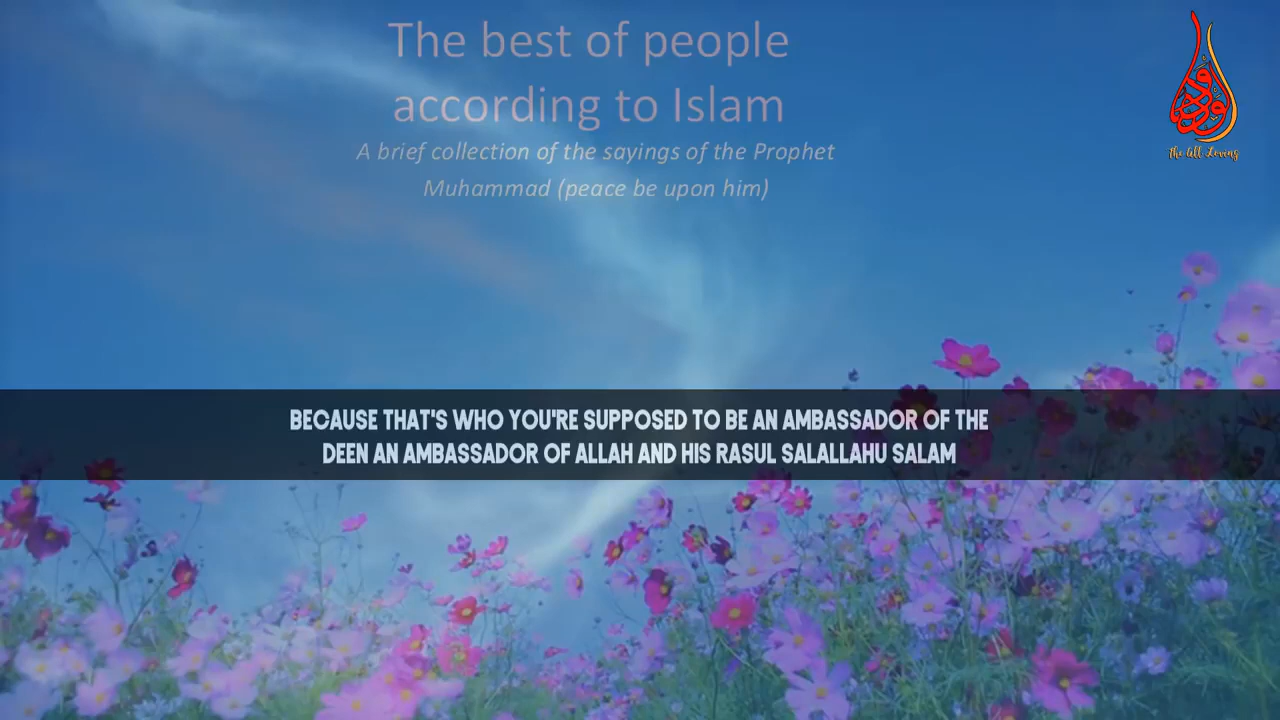 The best of people
according to Islam
A brief collection of the sayings of the Prophet
Muhammad (peace be upon him)
The All Loving
BECAUSE THAT'S WHO YOU'RE SUPPOSED TO BE AN AMBASSADOR OF THE
DEEN AN AMBASSADOR OF ALLAH AND HIS RASUL SALALLAHU SALAM